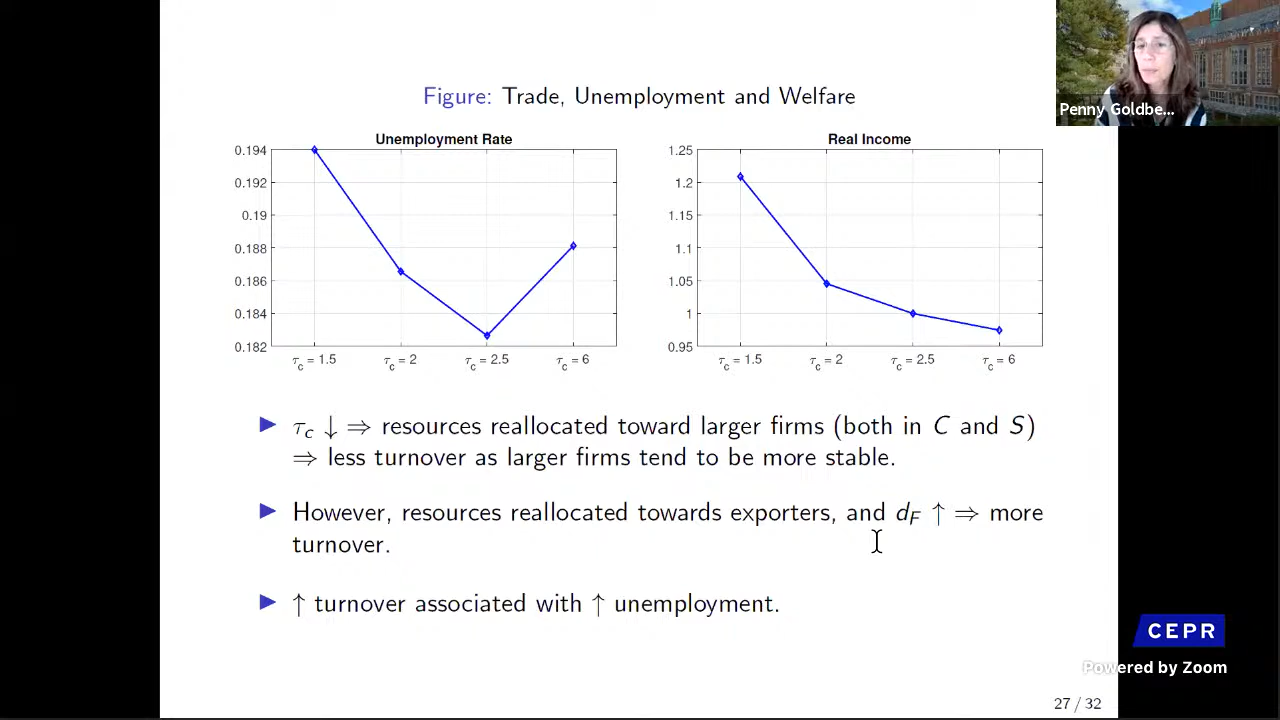 Penny Goldbe...
Figure: Trade, Unemployment and Welfare
Unemployment Rate
0.194
0.192
0.19
0.188
0.186
0.184
0.182
τc = 1.5
τc = 2
τc = 2.5
τc = 6
Real Income
1.25
1.2
1.15
1.1
1.05
1
0.95
τc = 1.5
τc = 2
τc = 2.5
τc = 6
▶ τc ↓ ⇒ resources reallocated toward larger firms (both in C and S)
⇒ less turnover as larger firms tend to be more stable.
▶ However, resources reallocated towards exporters, and dF ↑ ⇒ more
turnover.
▶ ↑ turnover associated with ↑ unemployment.
CEPR
Powered by Zoom
27 / 32